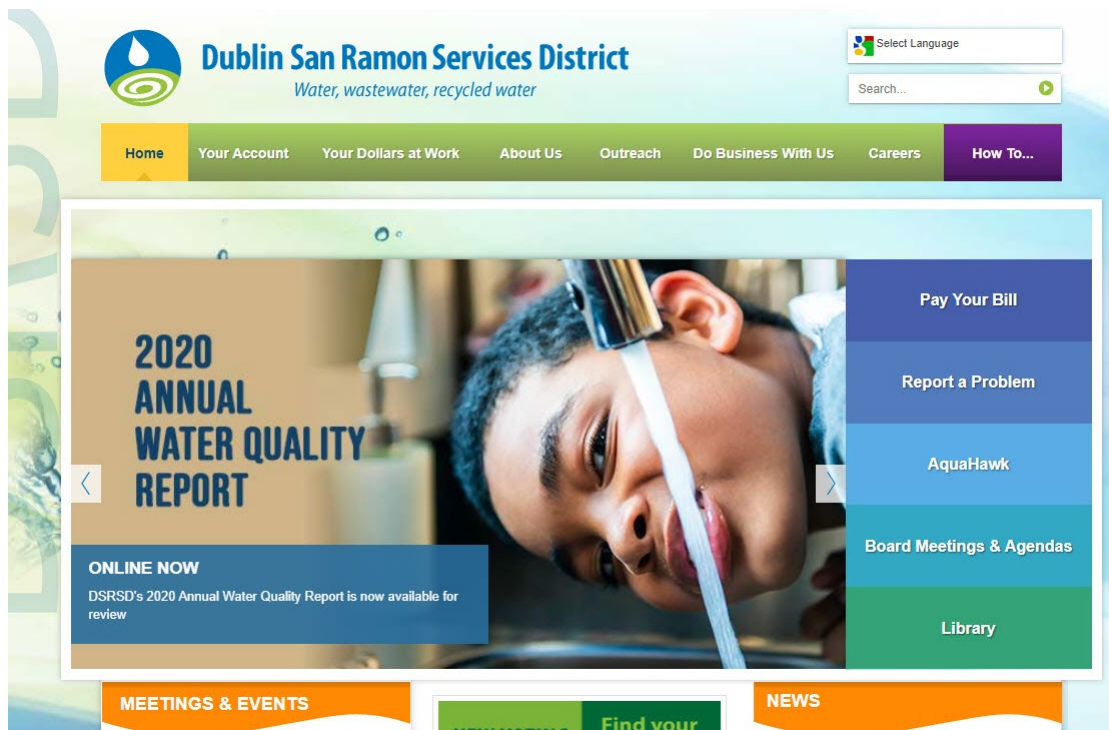 Dublin San Ramon Services District
Water, wastewater, recycled water
Select Language
Search...
Home
Your Account
Your Dollars at Work
About Us
Outreach
Do Business With Us
Careers
How To...
2020
ANNUAL
WATER QUALITY
REPORT
ONLINE NOW
DSRSD's 2020 Annual Water Quality Report is now available for
review
Pay Your Bill
Report a Problem
AquaHawk
Board Meetings & Agendas
Library
MEETINGS & EVENTS
Find your
NEWS